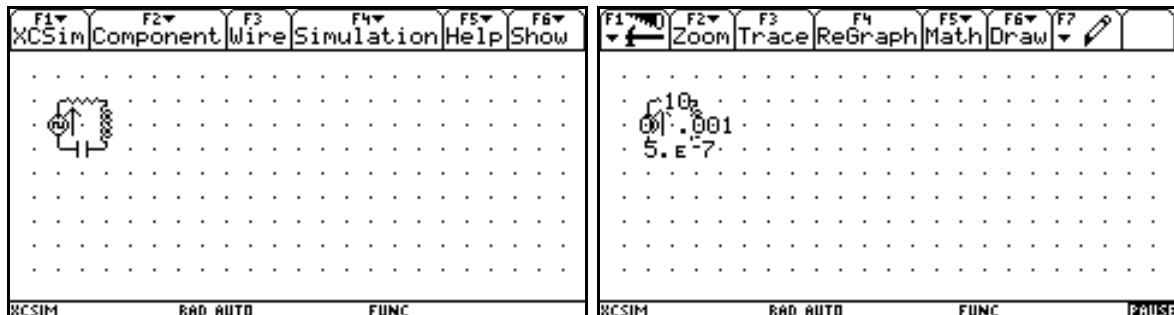 F1 F2 F3 F4 F5 F6
XCSim Component Wire Simulation Help Show
XCSIM RAD AUTO FUNC
F1 F2 F3 F4 F5 F6 F7
Zoom Trace ReGraph Math Draw
10
0 .001
5.E-7
XCSIM RAD AUTO FUNC PAUSE